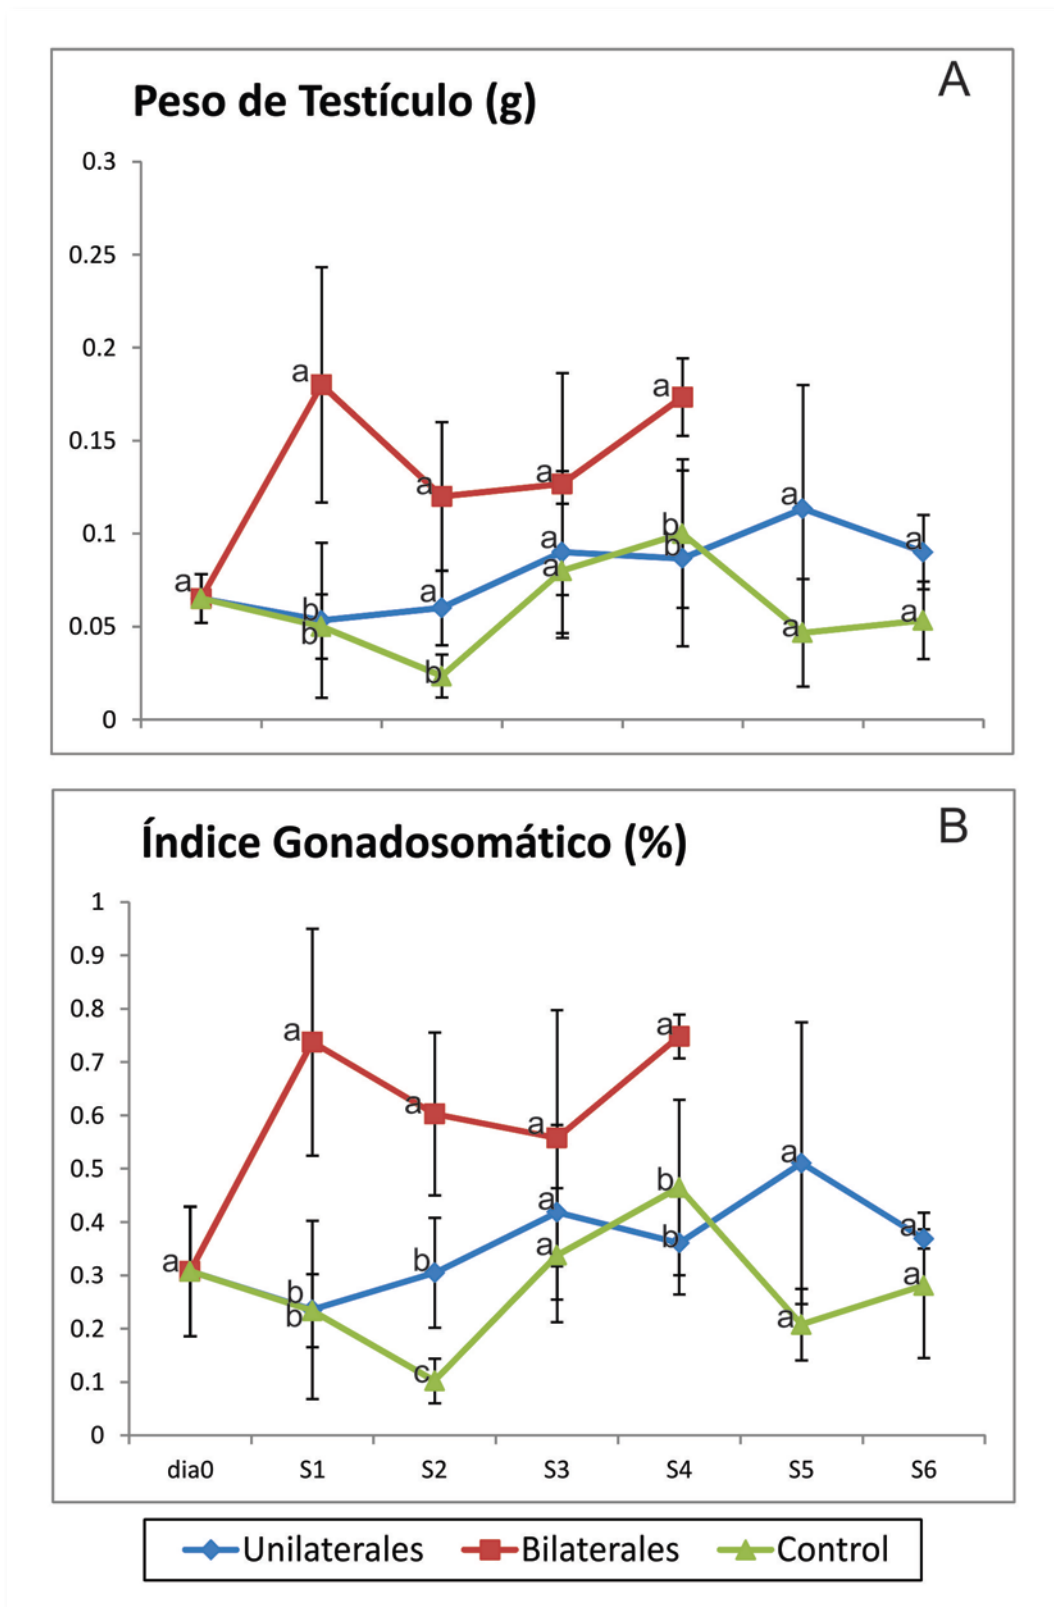 Peso de Testículo (g)
A
0.3
0.25
0.2
0.15
0.1
0.05
0
a
a
b
b
a
a
b
a
a
a
a
b
b
a
a
a
a
Índice Gonadosomático (%)
B
1
0.9
0.8
0.7
0.6
0.5
0.4
0.3
0.2
0.1
0
a
a
b
b
a
b
c
a
a
a
a
b
b
a
a
a
a
dia0 S1 S2 S3 S4 S5 S6
Unilaterales Bilaterales Control